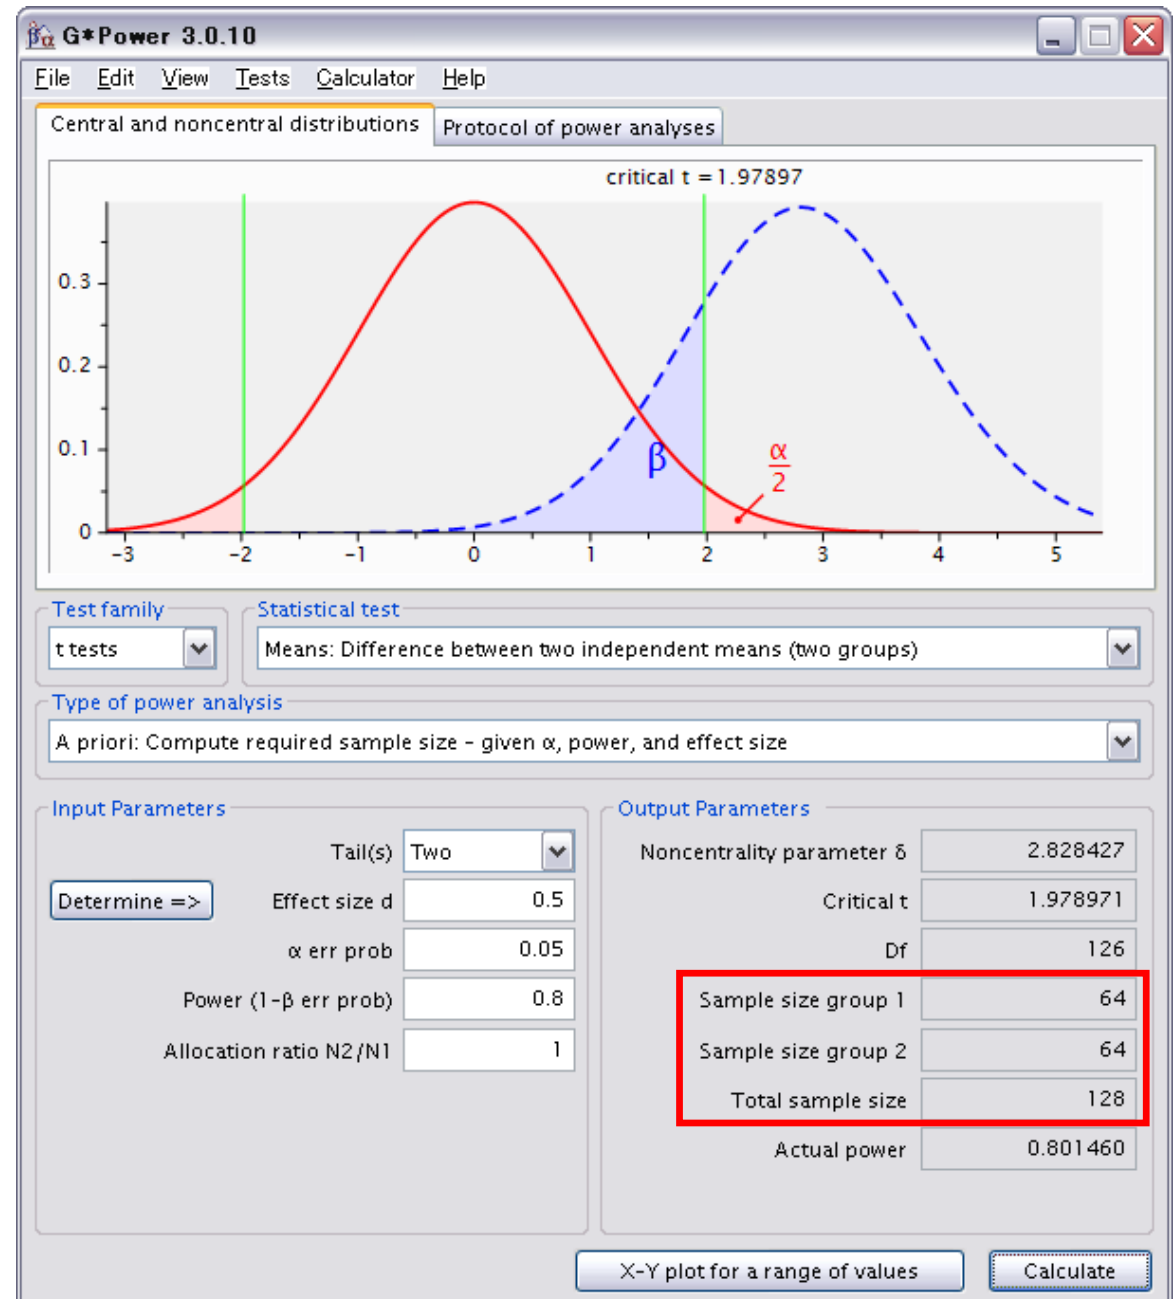 G*Power 3.0.10
File Edit View Tests Calculator Help
Central and noncentral distributions Protocol of power analyses
critical t = 1.97897
0.3
0.2
0.1
0
β
α
2
-3 -2 -1 0 1 2 3 4 5
Test family Statistical test
t tests Means: Difference between two independent means (two groups)
Type of power analysis
A priori: Compute required sample size - given α, power, and effect size
Input Parameters
Tail(s) Two
Determine => Effect size d 0.5
α err prob 0.05
Power (1-β err prob) 0.8
Allocation ratio N2/N1 1
Output Parameters
Noncentrality parameter δ 2.828427
Critical t 1.978971
Df 126
Sample size group 1 64
Sample size group 2 64
Total sample size 128
Actual power 0.801460
X-Y plot for a range of values Calculate